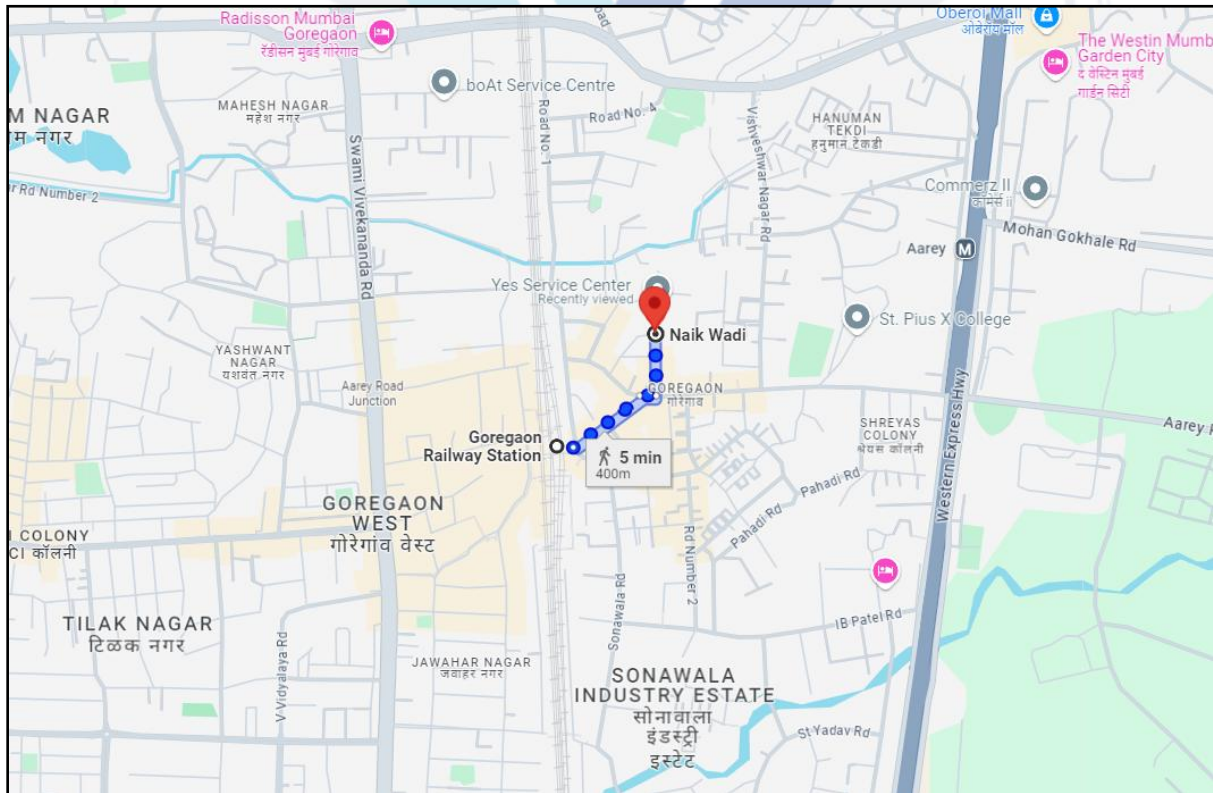 Radisson Mumbai
Goregaon
रॅडीसन मुंबई गोरेगाव
Oberoi Mall
ओबेरॉय मॉल
The Westin Mumb
Garden City
द वेस्टिन मुंबई
गार्डन सिटी
boAt Service Centre
Road
MAHESH NAGAR
महेश नगर
M NAGAR
म नगर
Road No. 4
Road No. 1
Vishveshwar Nagar Rd
HANUMAN
TEKDI
हनुमान टेकडी
Swami Vivekananda Rd
ar Rd Number 2
Commerz II
कॉमेर्स ii
Mohan Gokhale Rd
Aarey
M
Yes Service Center
Recently viewed
Naik Wadi
St. Pius X College
YASHWANT
NAGAR
यशवंत नगर
Aarey Road
Junction
GOREGAON
गोरेगाव
Goregaon
Railway Station
5 min
400m
SHREYAS
COLONY
श्रेयस कॉलनी
Western Express Hwy
Aarey R
Pahadi Rd
Pahadi Rd
GOREGAON
WEST
गोरेगांव वेस्ट
I COLONY
CI कॉलनी
Rd Number 2
Sonawala Rd
IB Patel Rd
TILAK NAGAR
टिळक नगर
V Vidyalaya Rd
JAWAHAR NAGAR
जवाहर नगर
SONAWALA
INDUSTRY ESTATE
सोनावाला
इंडस्ट्री
इस्टेट
St Yadav Rd